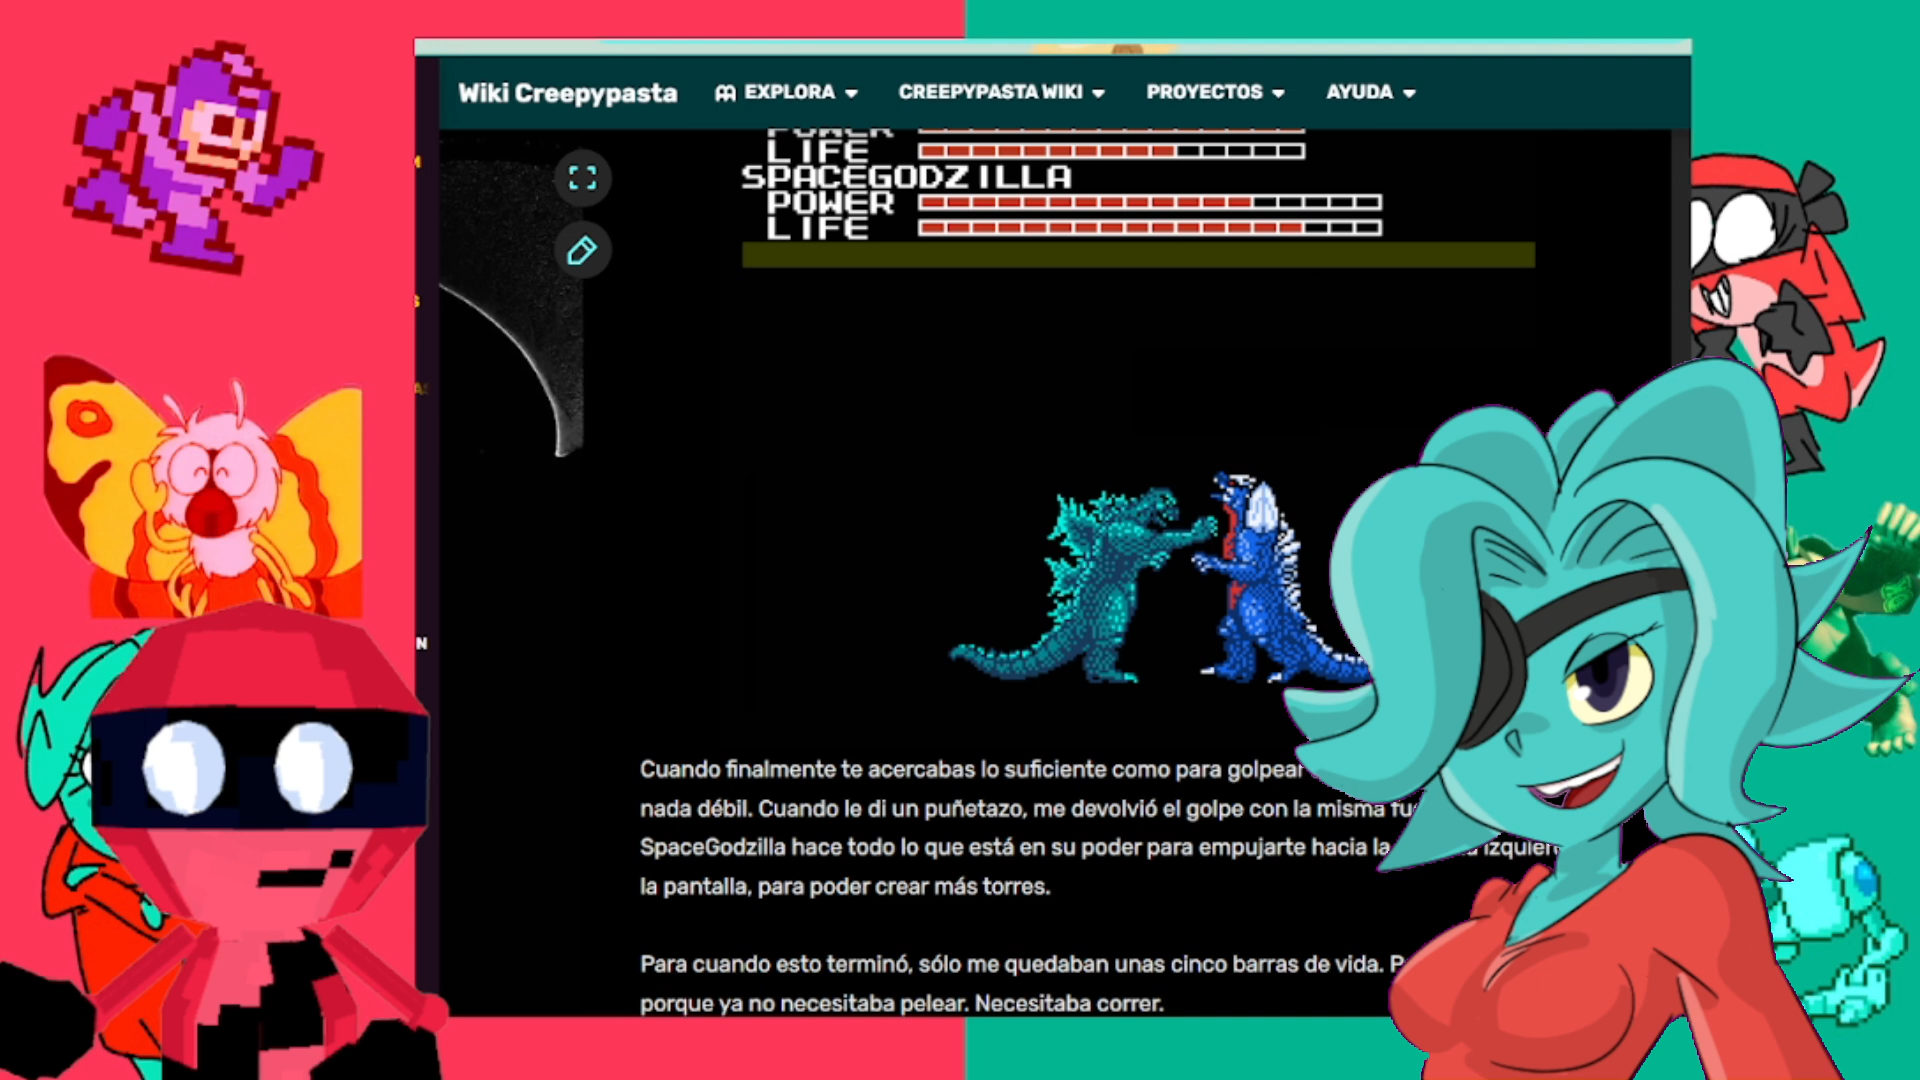 Wiki Creepypasta EXPLORA CREEPYPASTA WIKI PROYECTOS AYUDA
POWER
LIFE
SPACEGODZILLA
POWER
LIFE
N
Cuando finalmente te acercabas lo suficiente como para golpear
nada débil. Cuando le di un puñetazo, me devolvió el golpe con la misma
SpaceGodzilla hace todo lo que está en su poder para empujarte hacia la
la pantalla, para poder crear más torres.
Para cuando esto terminó, sólo me quedaban unas cinco barras de vida.
porque ya no necesitaba pelear. Necesitaba correr.